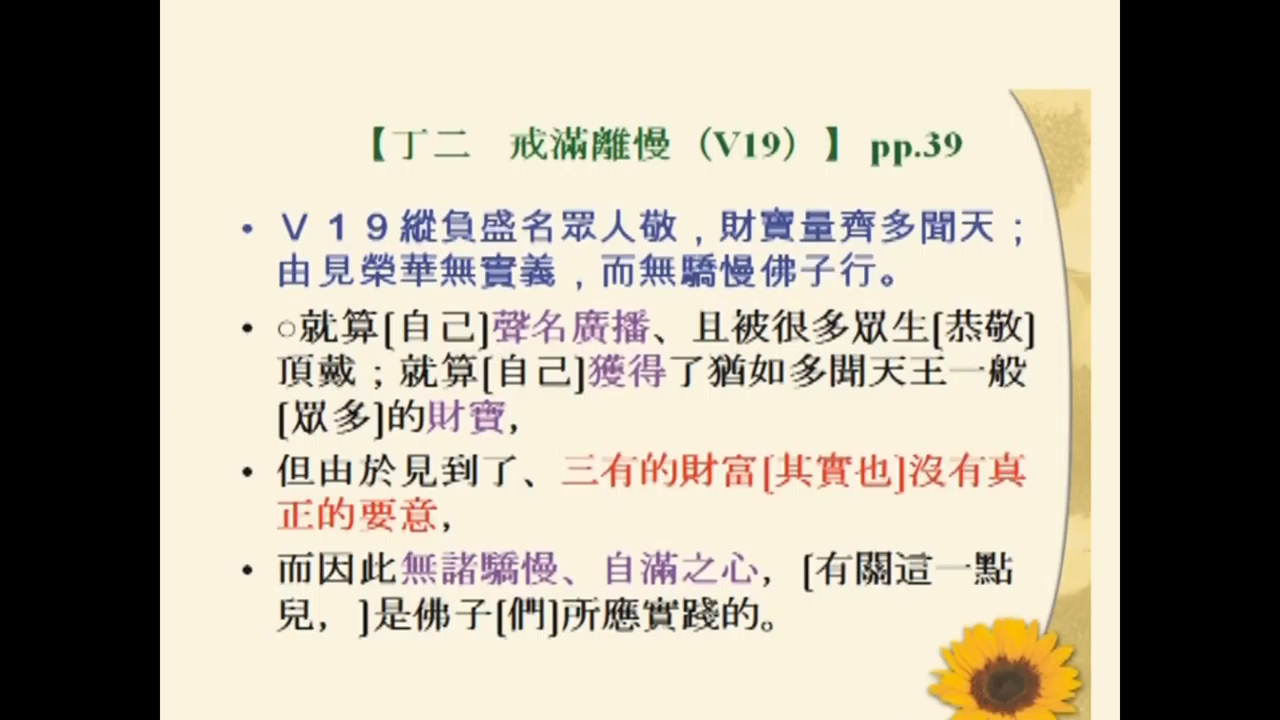 【丁二　戒滿離慢（V19）】 pp.39
• Ｖ１９縱負盛名眾人敬，財寶量齊多聞天；
由見榮華無實義，而無驕慢佛子行。
• ○就算[自己]聲名廣播、且被很多眾生[恭敬]
頂戴；就算[自己]獲得了猶如多聞天王一般
[眾多]的財寶,
• 但由於見到了、三有的財富[其實也]沒有真
正的要意,
• 而因此無諸驕慢、自滿之心，[有關這一點
兒，]是佛子[們]所應實踐的。